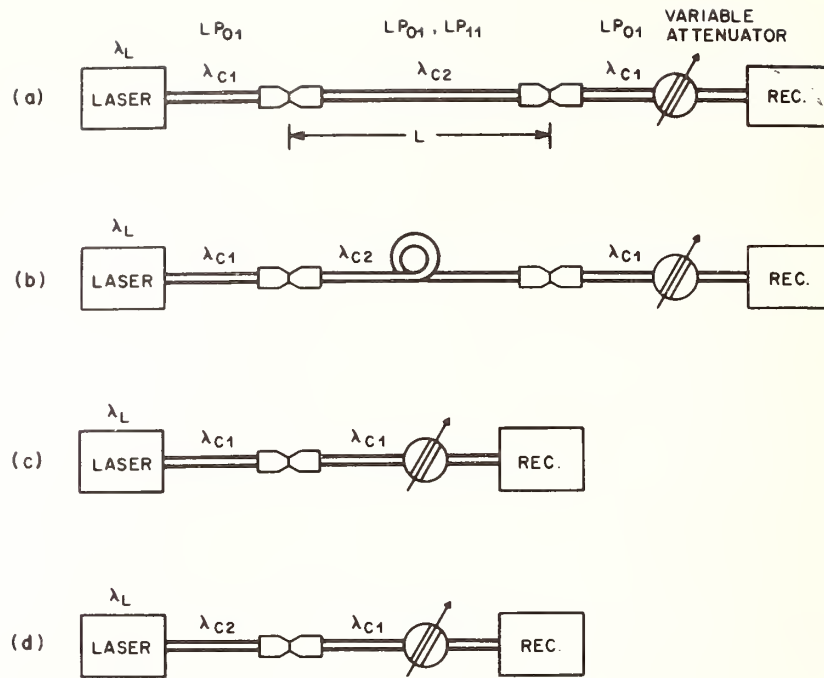 LP01 LP01, LP11 LP01 VARIABLE ATTENUATOR
λL
λC1 λC2 λC1
(a) LASER REC.
L
λL
λC1 λC2 λC1
(b) LASER REC.
λL
λC1 λC1
(c) LASER REC.
λL
λC2 λC1
(d) LASER REC.